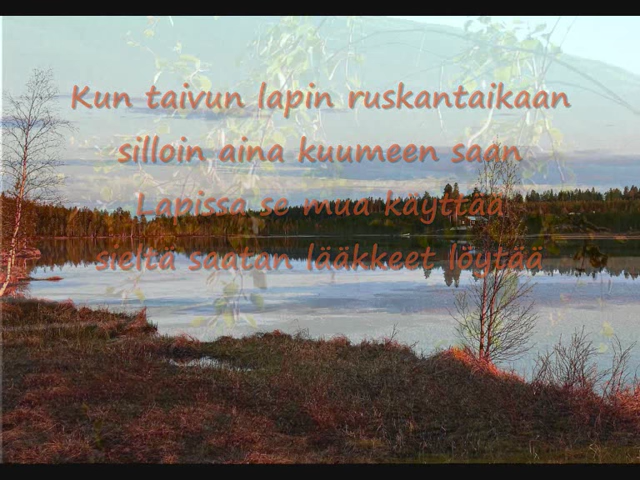 Kun taivun lapin ruskantaikaan
silloin aina kuumeen saan
Lapissa se mua käyttää
sieltä saatan lääkkeet löytää